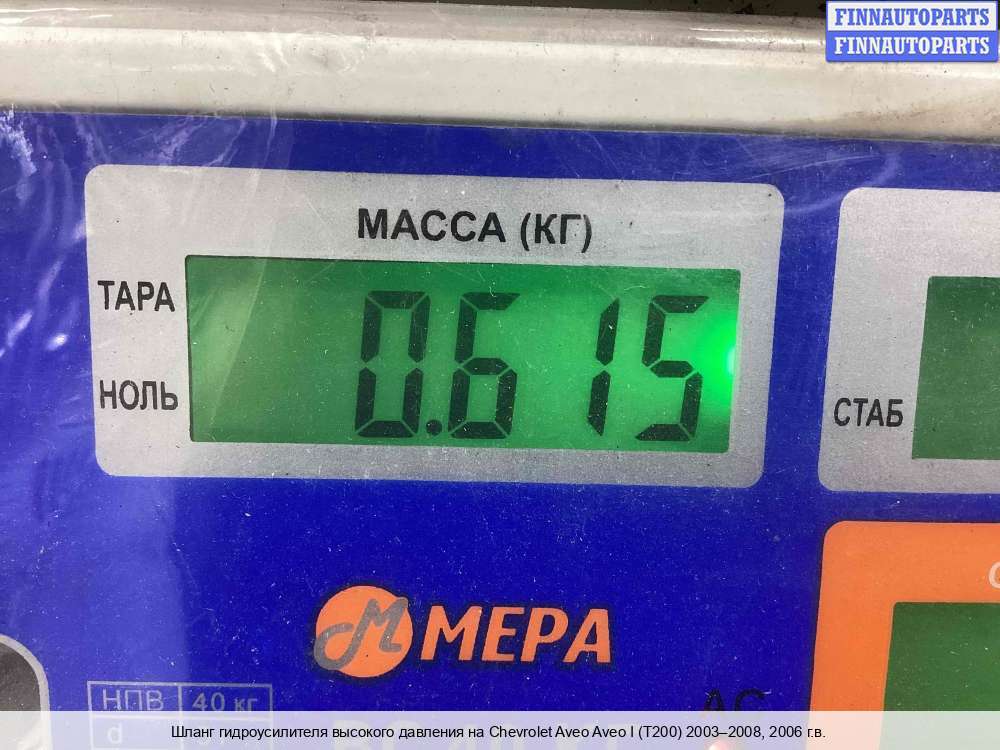 FINNAUTOPARTS
FINNAUTOPARTS
МАССА (КГ)
ТАРА
НОЛЬ
0.615
СТАБ
М МЕРА
НПВ 40 кг
d
Шланг гидроусилителя высокого давления на Chevrolet Aveo Aveo I (T200) 2003–2008, 2006 г.в.